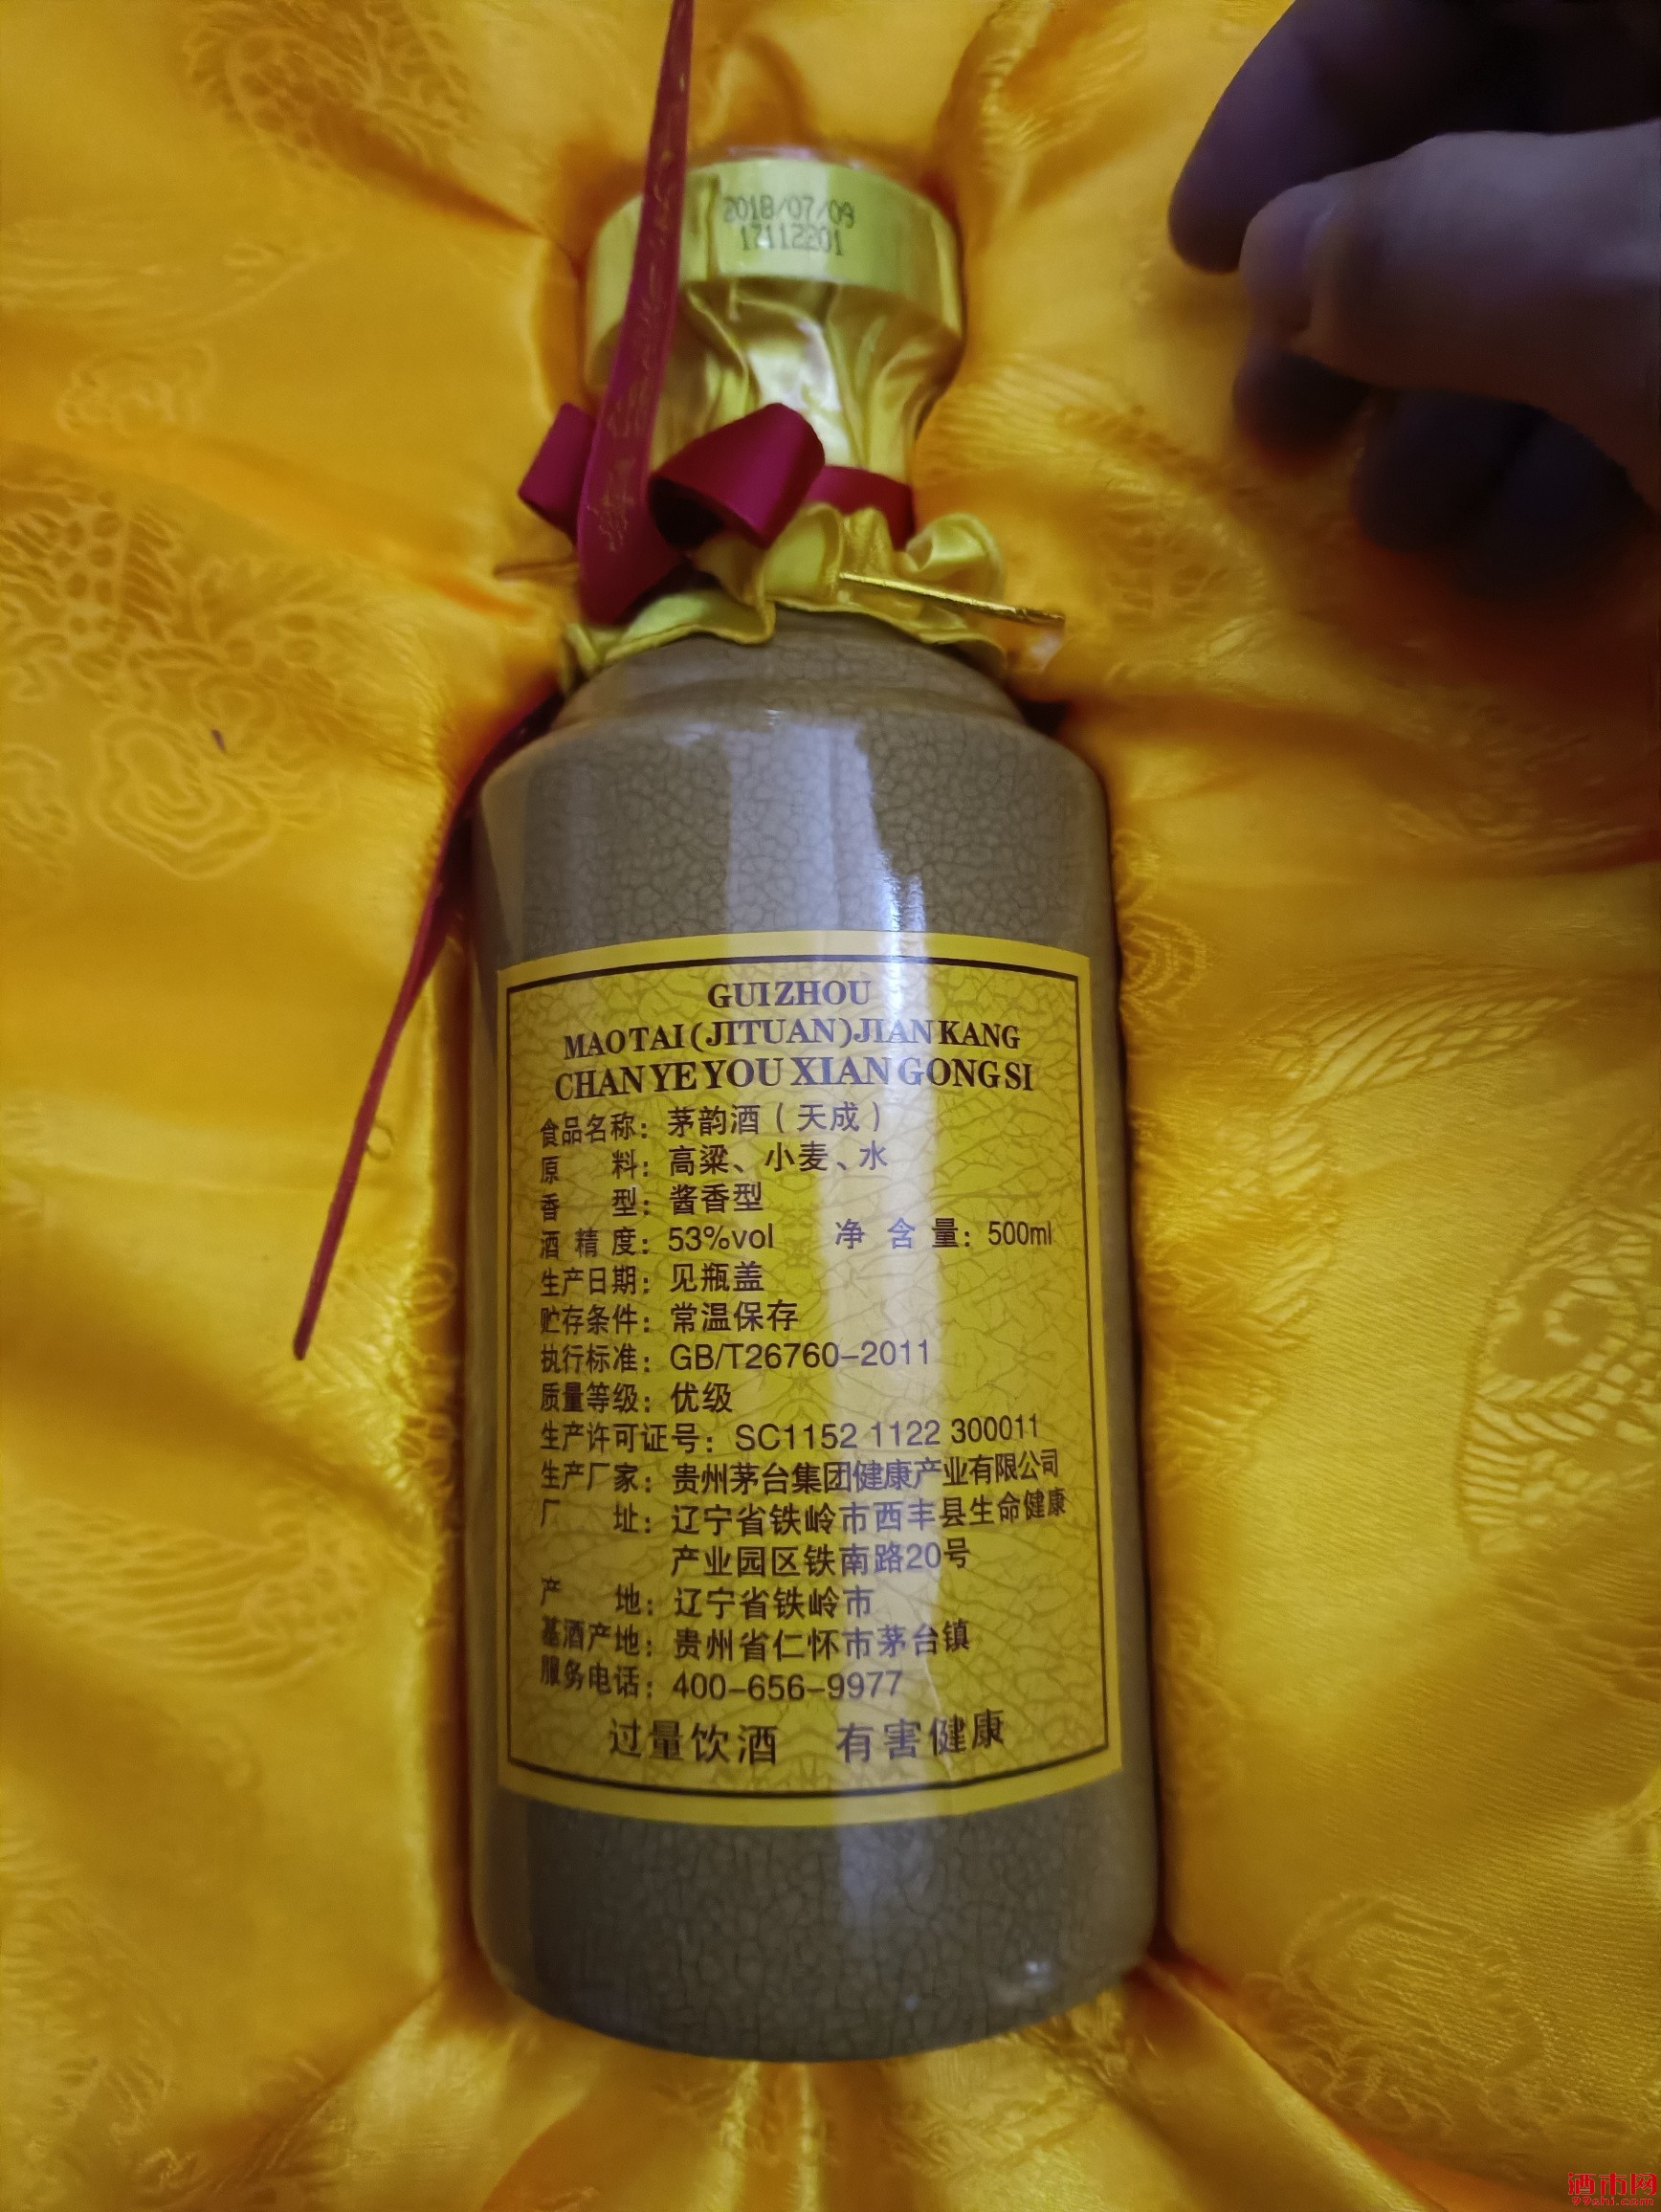 2018/07/09
17112201
GUIZHOU
MAOTAI(JITUAN)JIANKANG
CHANYEYOUXIANGONGSI
食品名称：茅韵酒（天成）
原料：高粱、小麦、水
香型：酱香型
酒精度：53%vol 净含量：500ml
生产日期：见瓶盖
贮存条件：常温保存
执行标准：GB/T26760-2011
质量等级：优级
生产许可证号：SC1152 1122 300011
生产厂家：贵州茅台集团健康产业有限公司
厂址：辽宁省铁岭市西丰县生命健康
产业园区铁南路20号
产地：辽宁省铁岭市
基酒产地：贵州省仁怀市茅台镇
服务电话：400-656-9977
过量饮酒 有害健康
酒市网
99shi.com